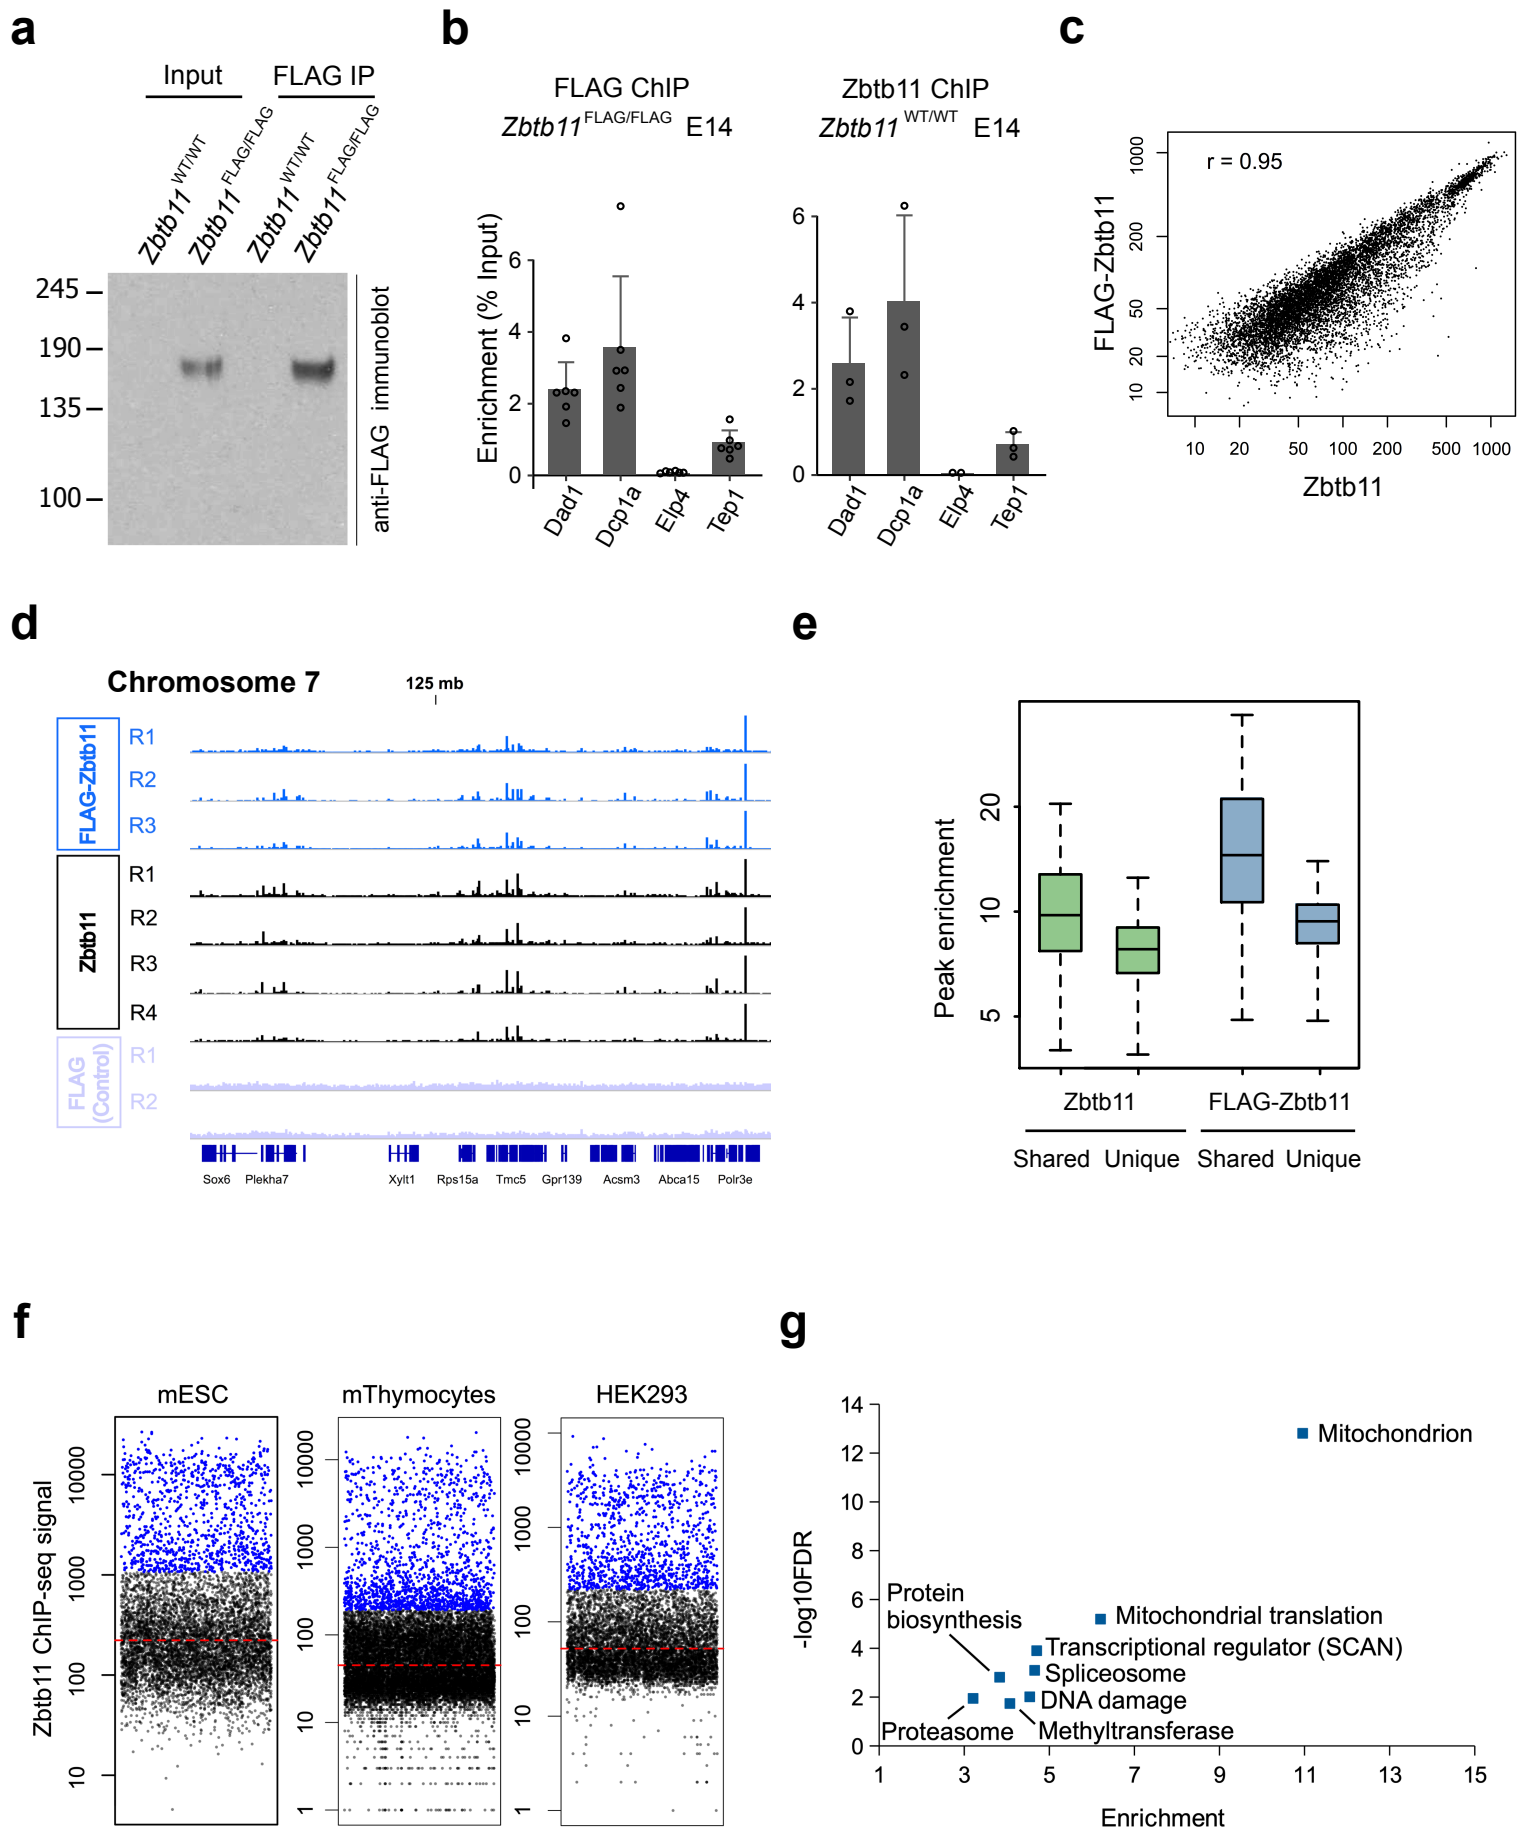 a
Input
FLAG IP
Zbtb11 WT/WT
Zbtb11 FLAG/FLAG
Zbtb11 WT/WT
Zbtb11 FLAG/FLAG
245
190
135
100
anti-FLAG immunoblot
b
FLAG ChIP
Zbtb11 FLAG/FLAG E14
Enrichment (% Input)
6
4
2
0
Dad1
Dcp1a
Elp4
Tep1
Zbtb11 ChIP
Zbtb11 WT/WT E14
6
4
2
0
Dad1
Dcp1a
Elp4
Tep1
c
r = 0.95
FLAG-Zbtb11
1000
200
50
20
10
10 20 50 100 200 500 1000
Zbtb11
d
Chromosome 7
125 mb
FLAG-Zbtb11
R1
R2
R3
Zbtb11
R1
R2
R3
R4
FLAG
(Control)
R1
R2
Sox6 Plekha7 Xylt1 Rps15a Tmc5 Gpr139 Acsm3 Abca15 Polr3e
e
Peak enrichment
20
10
5
Zbtb11 FLAG-Zbtb11
Shared Unique Shared Unique
f
Zbtb11 ChIP-seq signal
mESC
10000
1000
100
10
mThymocytes
10000
1000
100
10
1
HEK293
10000
1000
100
10
1
g
-log10FDR
14
12
10
8
6
4
2
0
Mitochondrion
Mitochondrial translation
Transcriptional regulator (SCAN)
Protein
biosynthesis
Spliceosome
DNA damage
Proteasome
Methyltransferase
1 3 5 7 9 11 13 15
Enrichment